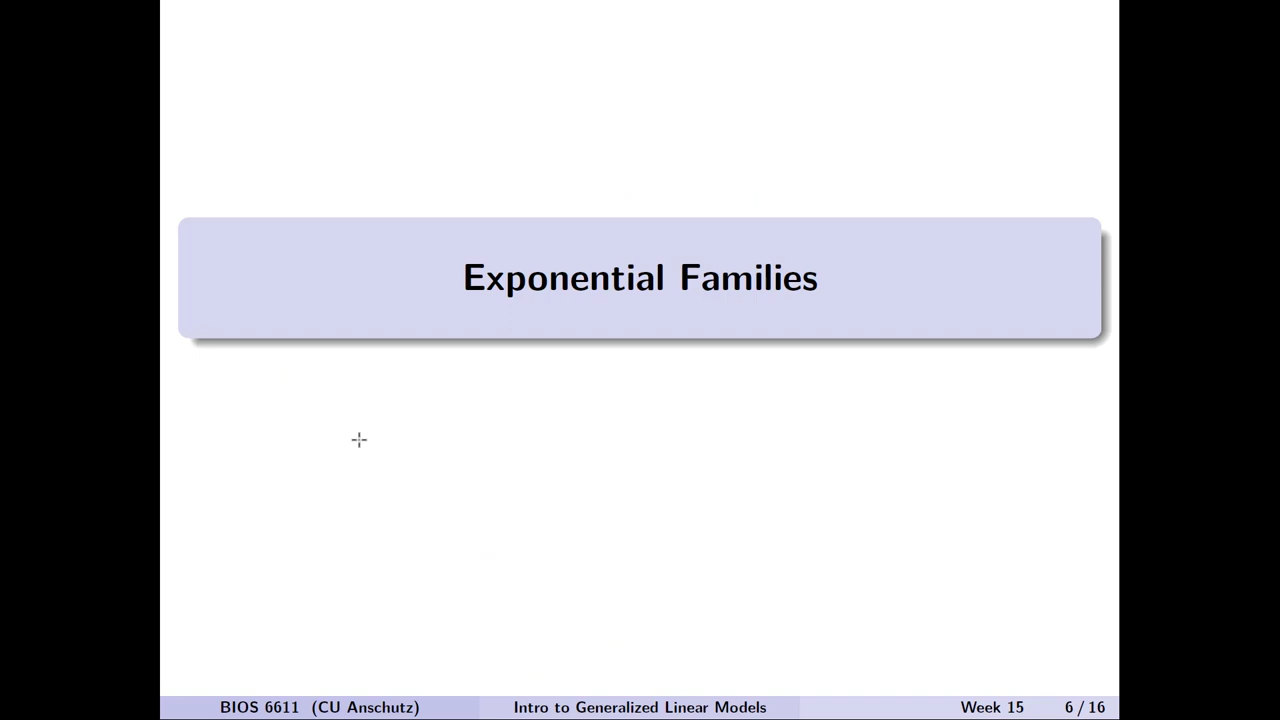 Exponential Families
BIOS 6611 (CU Anschutz) Intro to Generalized Linear Models Week 15 6 / 16